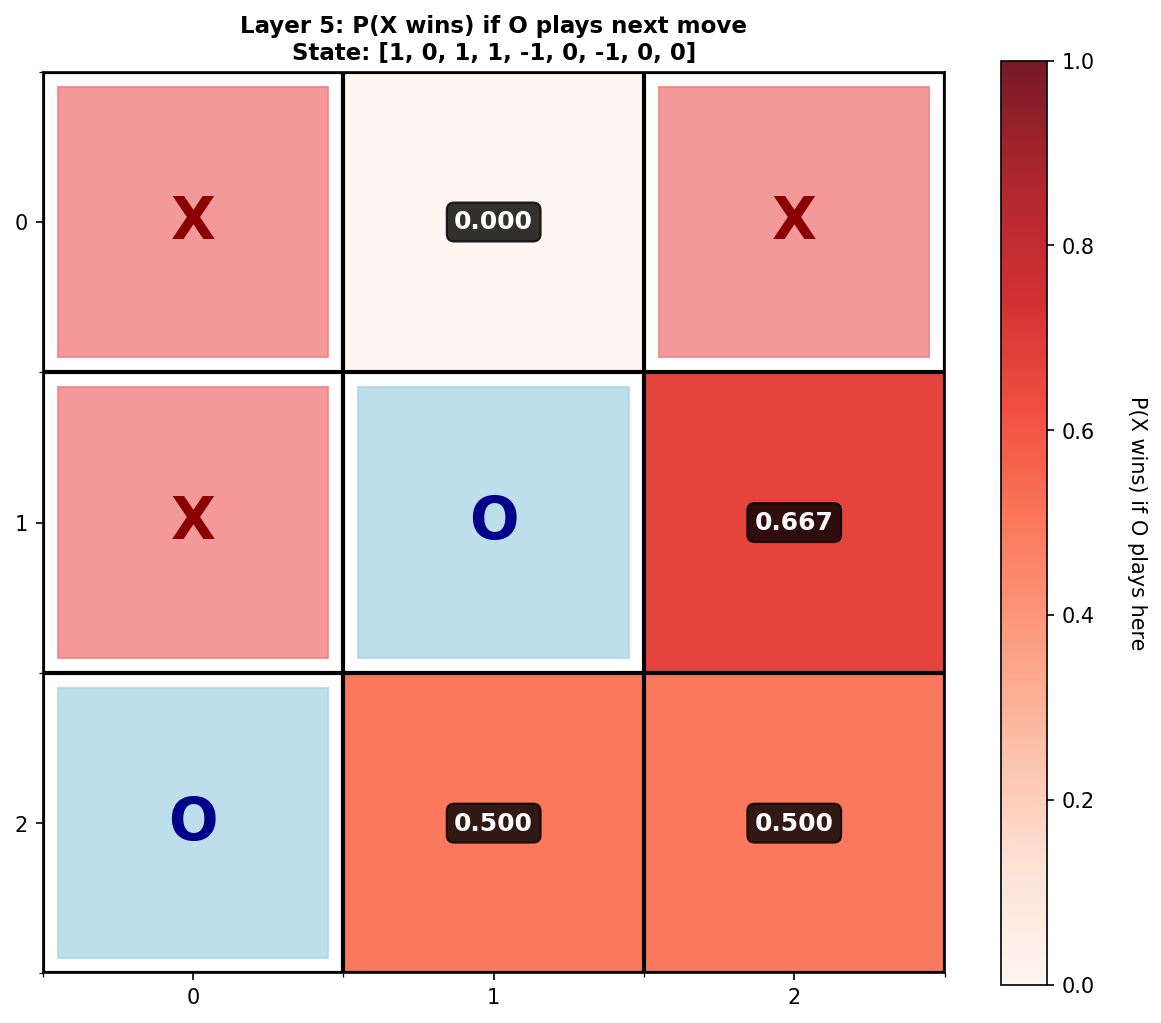 Layer 5: P(X wins) if O plays next move
State: [1, 0, 1, 1, -1, 0, -1, 0, 0]
0
X
0.000
X
1
X
O
0.667
2
O
0.500
0.500
0
1
2
1.0
0.8
0.6
0.4
0.2
0.0
P(X wins) if O plays here